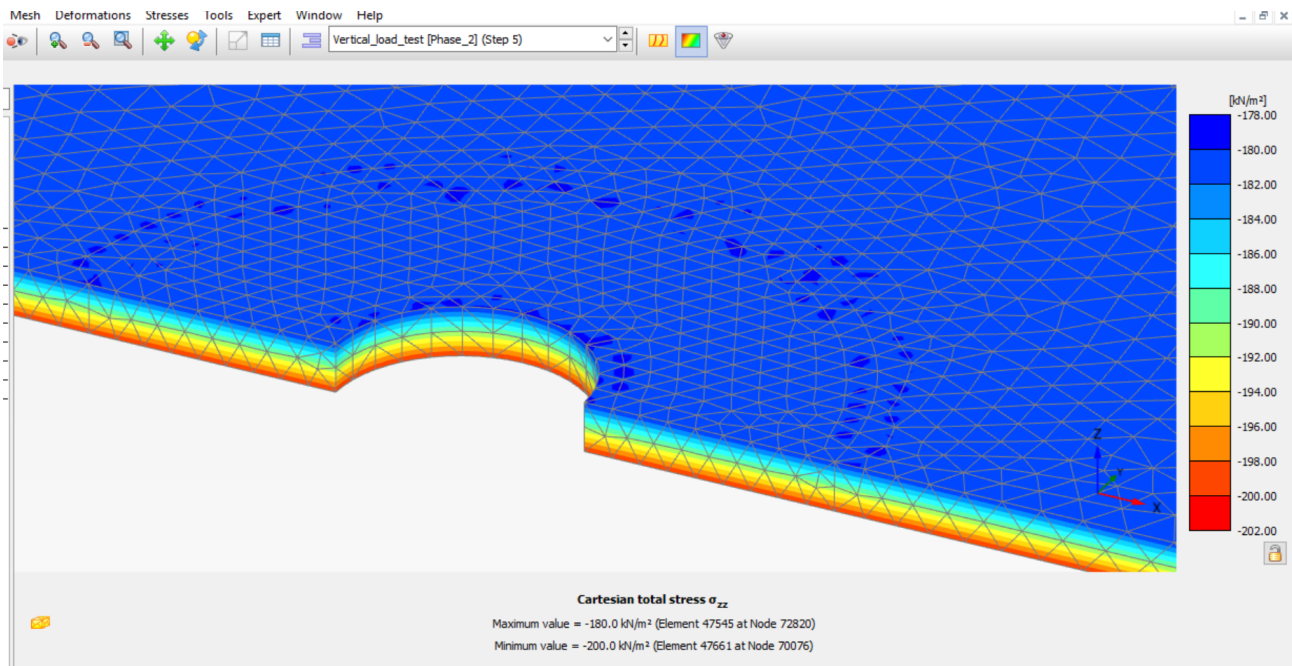 Mesh Deformations Stresses Tools Expert Window Help
Vertical_load_test [Phase_2] (Step 5)
[kN/m²]
-178.00
-180.00
-182.00
-184.00
-186.00
-188.00
-190.00
-192.00
-194.00
-196.00
-198.00
-200.00
-202.00
Z
Y
X
Cartesian total stress σzz
Maximum value = -180.0 kN/m² (Element 47545 at Node 72820)
Minimum value = -200.0 kN/m² (Element 47661 at Node 70076)